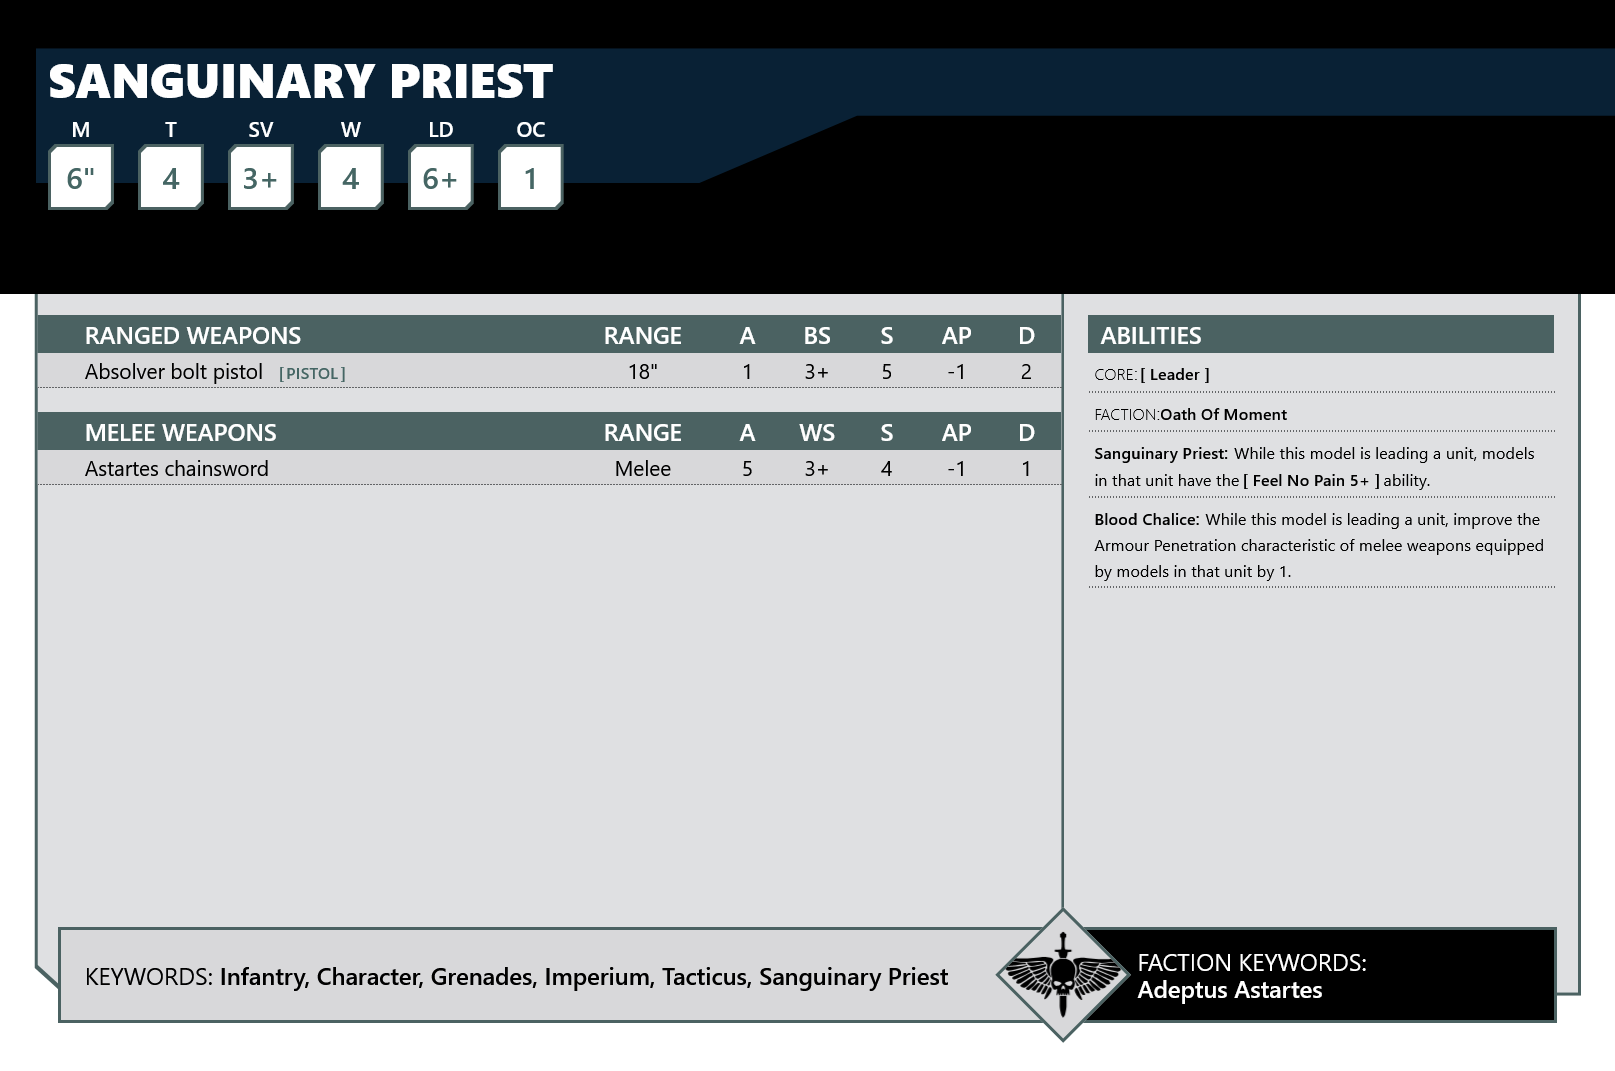 SANGUINARY PRIEST
M T SV W LD OC
6" 4 3+ 4 6+ 1
RANGED WEAPONS RANGE A BS S AP D
Absolver bolt pistol [PISTOL] 18" 1 3+ 5 -1 2
MELEE WEAPONS RANGE A WS S AP D
Astartes chainsword Melee 5 3+ 4 -1 1
ABILITIES
CORE:[ Leader ]
FACTION:Oath Of Moment
Sanguinary Priest: While this model is leading a unit, models
in that unit have the [ Feel No Pain 5+ ] ability.
Blood Chalice: While this model is leading a unit, improve the
Armour Penetration characteristic of melee weapons equipped
by models in that unit by 1.
KEYWORDS: Infantry, Character, Grenades, Imperium, Tacticus, Sanguinary Priest
FACTION KEYWORDS:
Adeptus Astartes